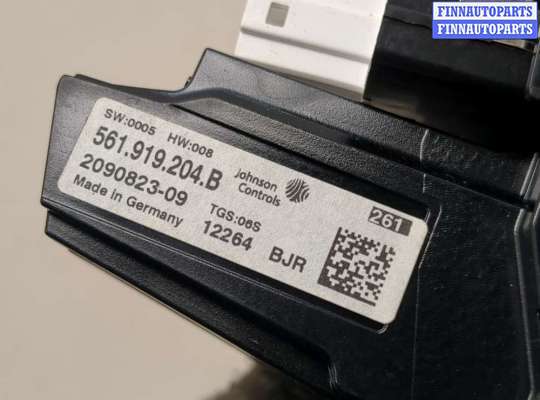 FINNAUTOPARTS
FINNAUTOPARTS
SW:0005 HW:008
561.919.204.B
Johnson
Controls
2090823-09
261
Made in Germany
TGS:06S
12264 BJR